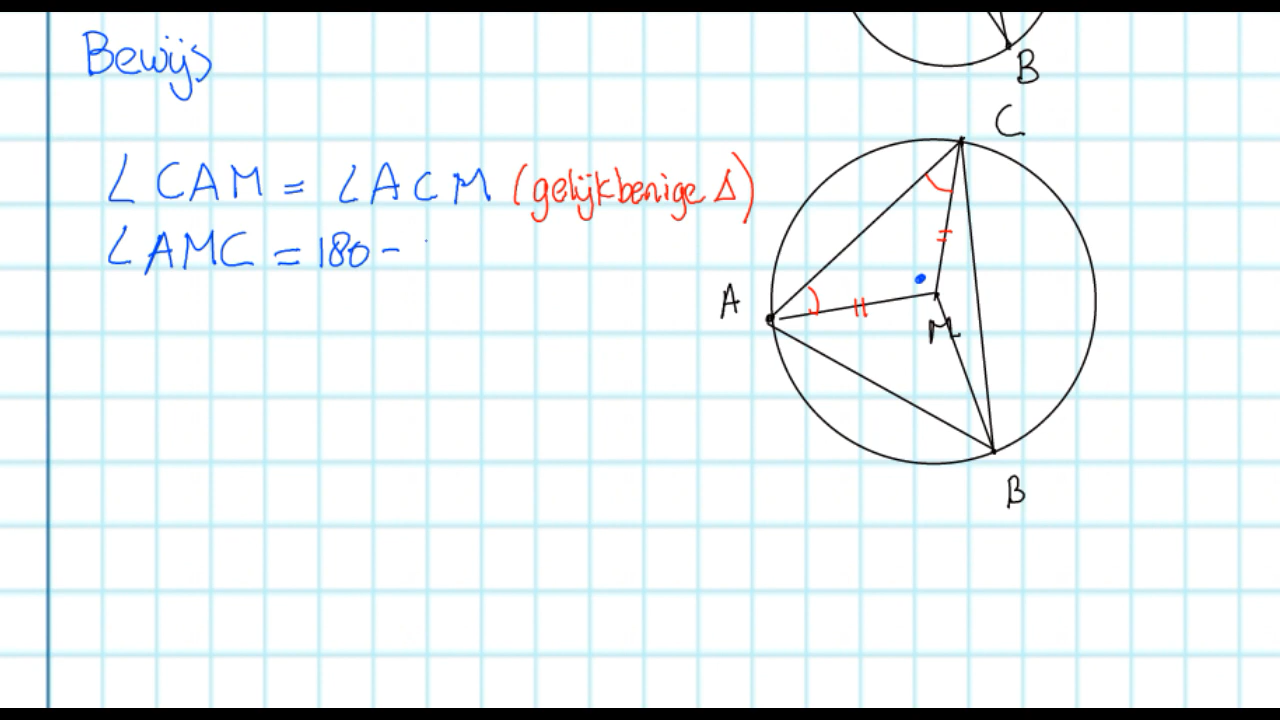 Bewijs
∠CAM = ∠ACM (gelijkbenige Δ)
∠AMC = 180 -
B
C
A
M
B